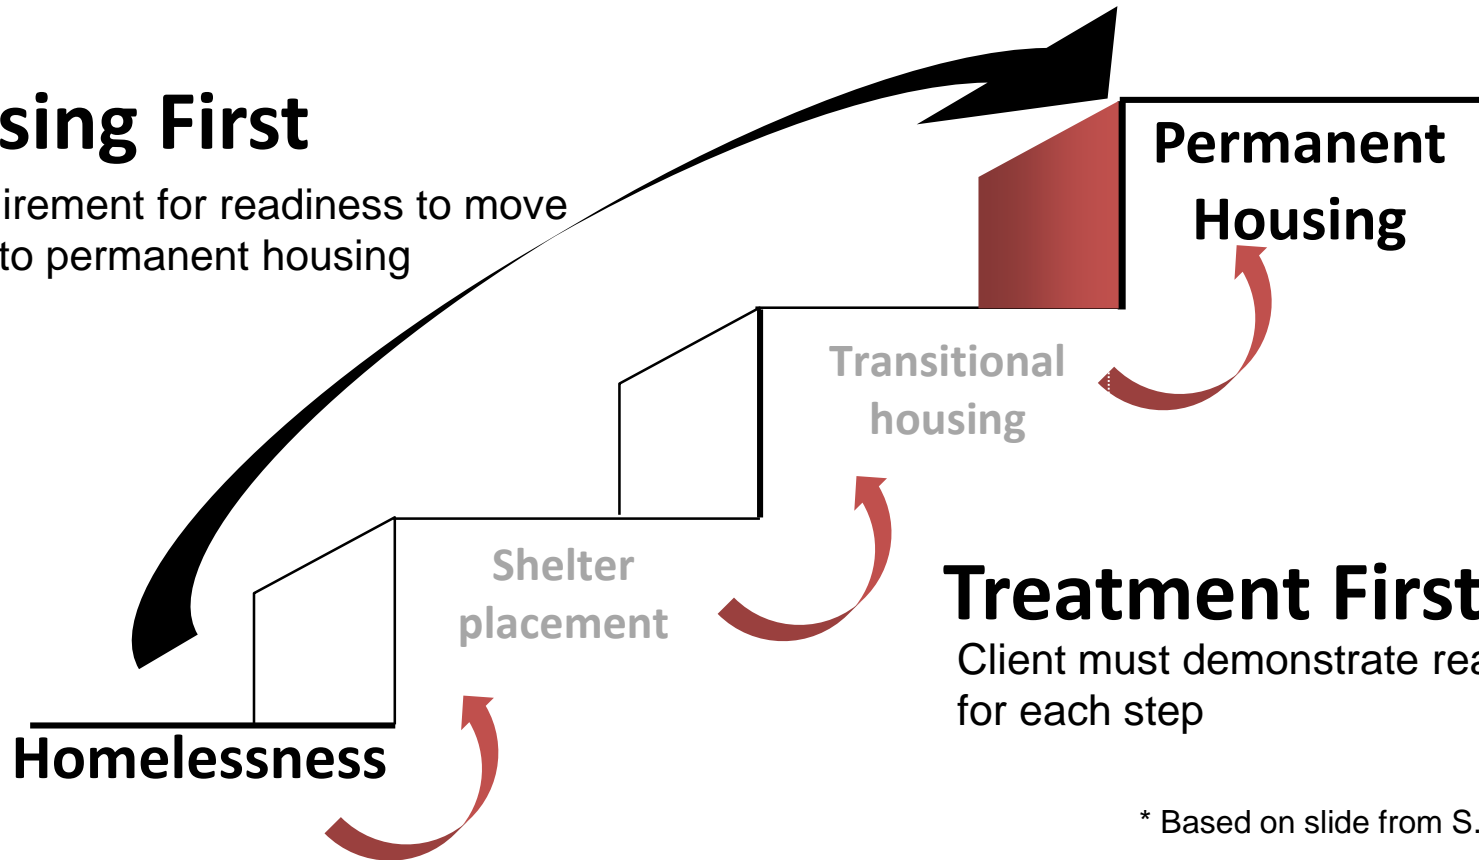 sing First
irement for readiness to move
to permanent housing
Permanent
Housing
Transitional
housing
Shelter
placement
Treatment First
Client must demonstrate rea
for each step
Homelessness
* Based on slide from S.